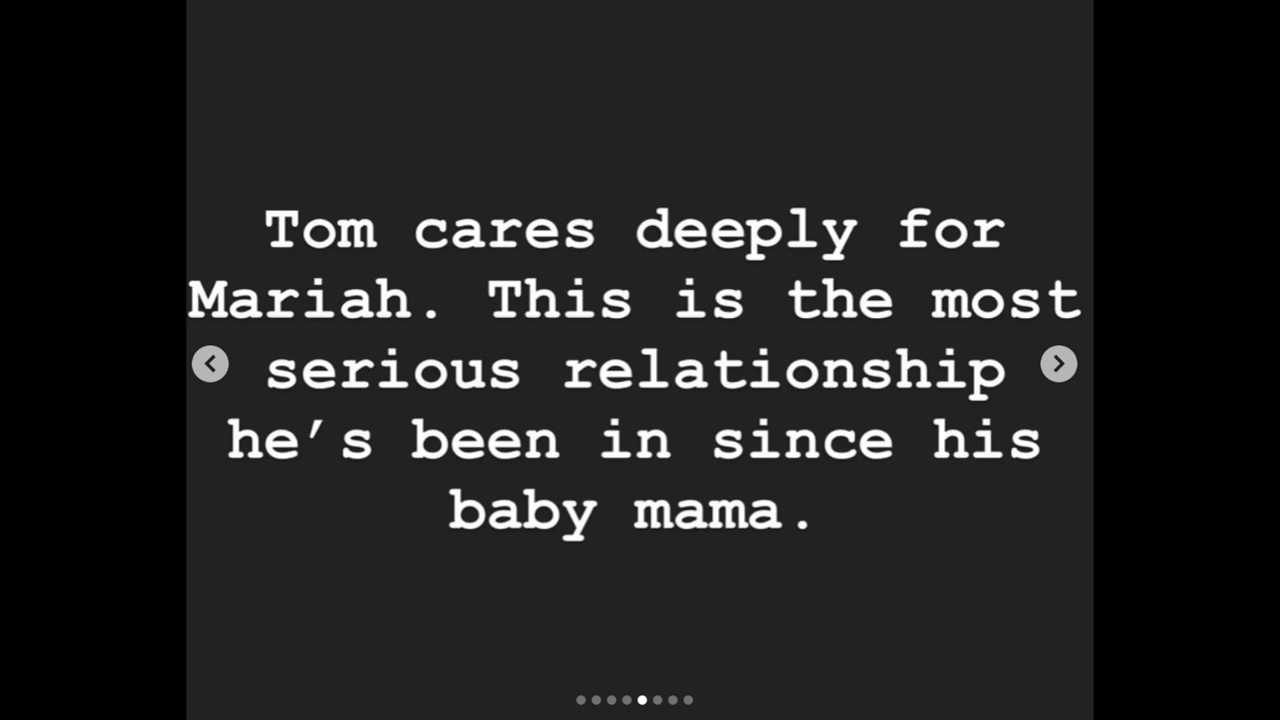 Tom cares deeply for
Mariah. This is the most
serious relationship
he’s been in since his
baby mama.